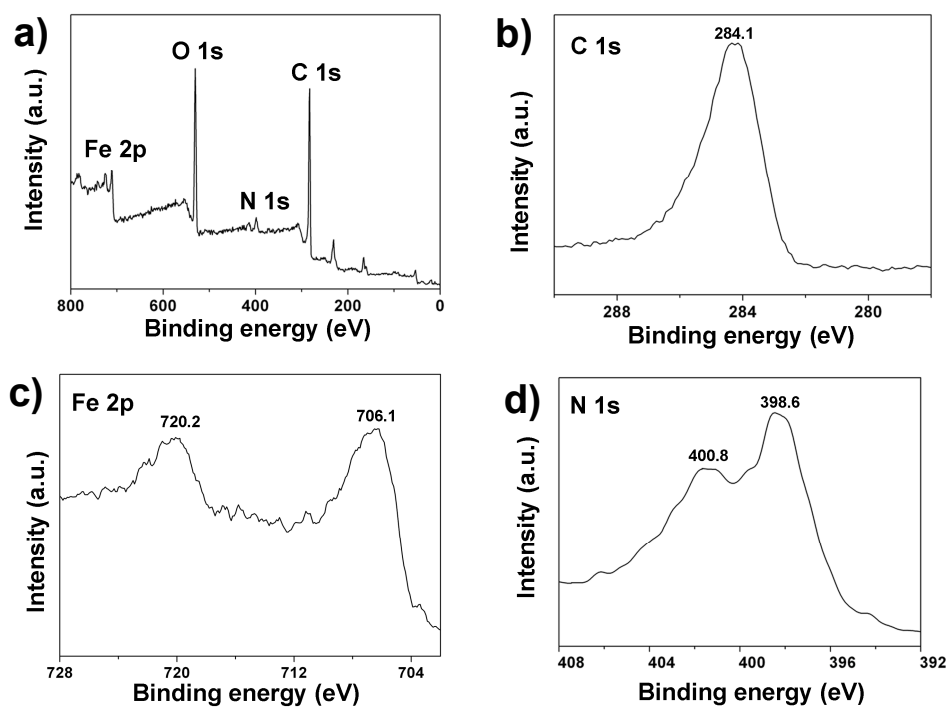 a)
O 1s
C 1s
Fe 2p
N 1s
Intensity (a.u.)
800 600 400 200 0
Binding energy (eV)
b)
C 1s
284.1
Intensity (a.u.)
288 284 280
Binding energy (eV)
c)
Fe 2p
720.2
706.1
Intensity (a.u.)
728 720 712 704
Binding energy (eV)
d)
N 1s
398.6
400.8
Intensity (a.u.)
408 404 400 396 392
Binding energy (eV)